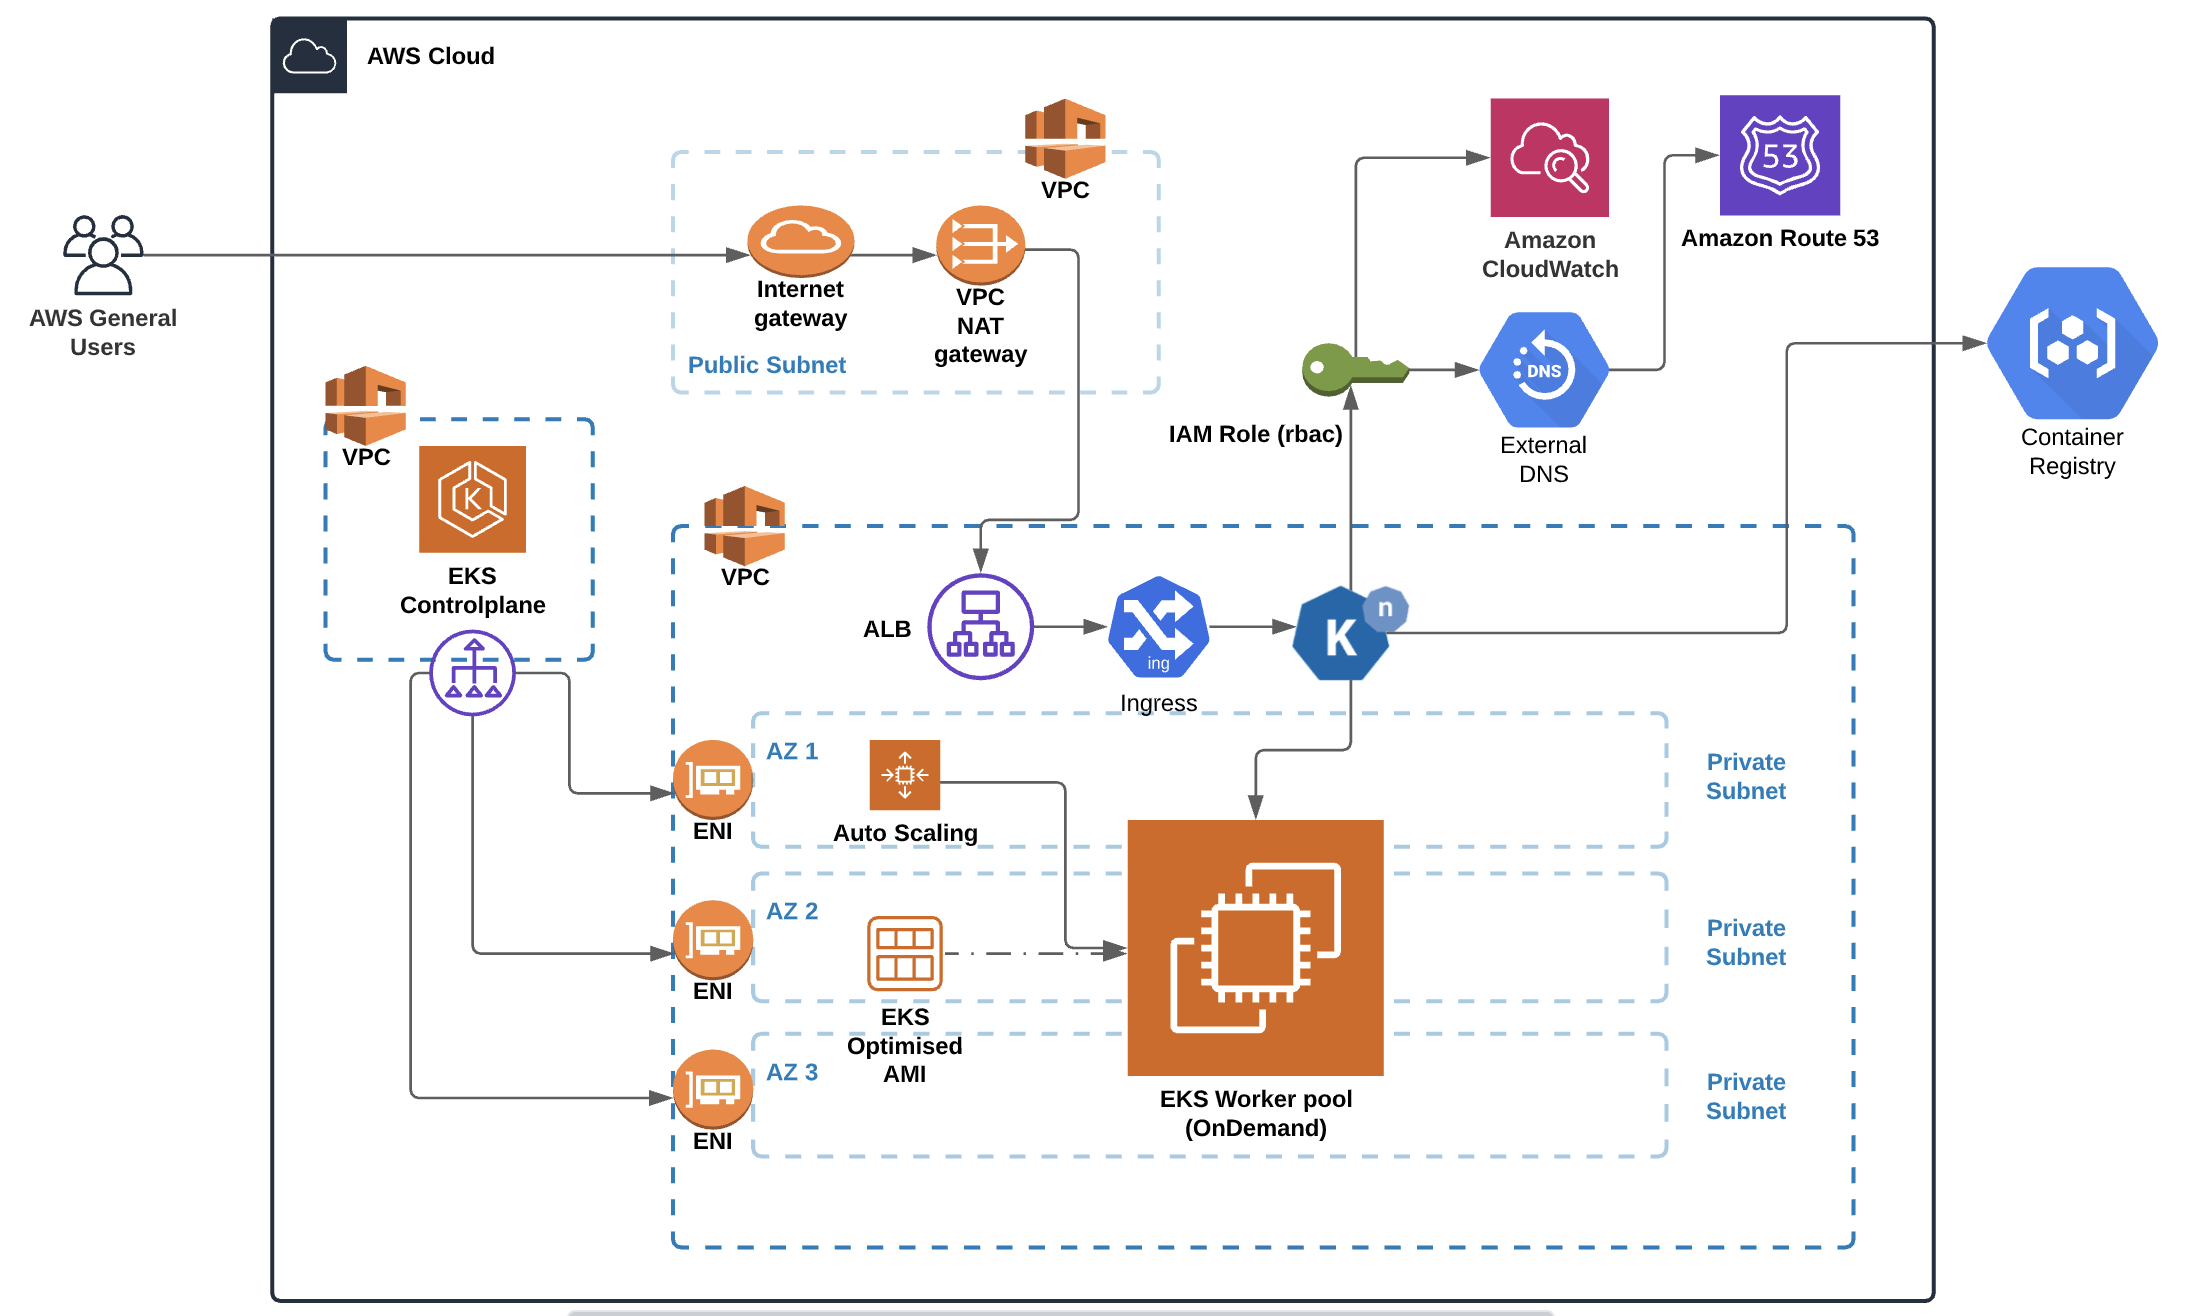 AWS Cloud
VPC
53
Amazon
CloudWatch
Amazon Route 53
AWS General
Users
Internet
gateway
VPC
NAT
gateway
Public Subnet
DNS
External
DNS
IAM Role (rbac)
Container
Registry
VPC
K
EKS
Controlplane
VPC
ALB
ing
Ingress
K
n
AZ 1
Auto Scaling
ENI
Private
Subnet
AZ 2
EKS
Optimised
AMI
ENI
Private
Subnet
AZ 3
ENI
Private
Subnet
EKS Worker pool
(OnDemand)